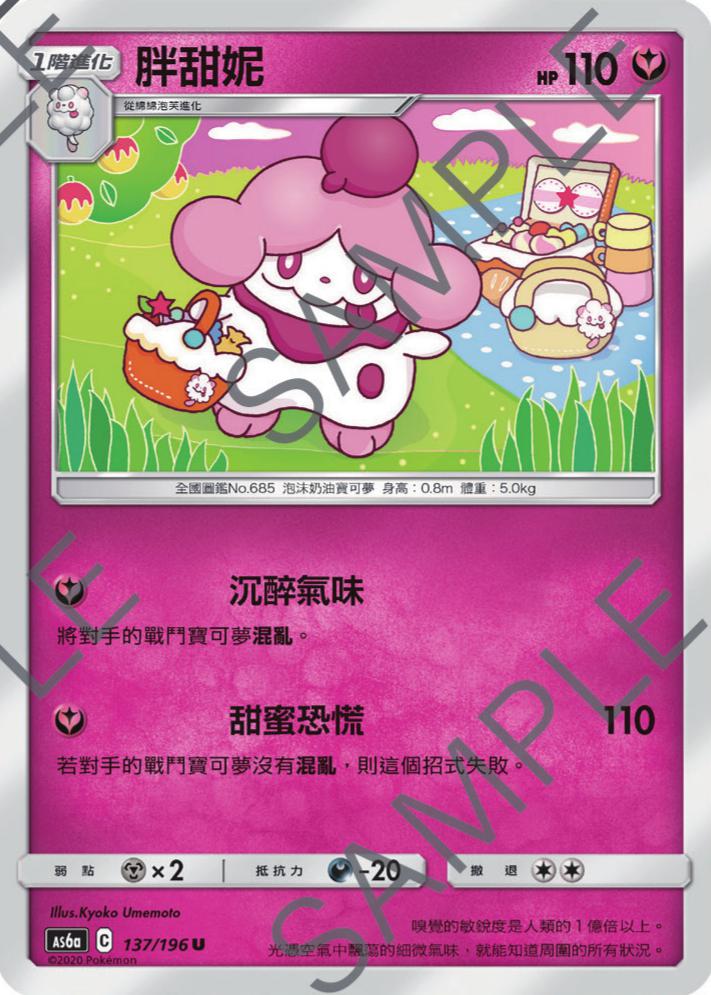 1階進化
胖甜妮
HP 110
從綿綿泡芙進化
全國圖鑑No.685 泡沫奶油寶可夢 身高：0.8m 體重：5.0kg
沉醉氣味
將對手的戰鬥寶可夢混亂。
甜蜜恐慌 110
若對手的戰鬥寶可夢沒有混亂，則這個招式失敗。
弱點 ×2 抵抗力 -20 撤退
Illus.Kyoko Umemoto
AS6a C 137/196 U
©2020 Pokémon
嗅覺的敏銳度是人類的1億倍以上。
光憑空氣中飄蕩的細微氣味，就能知道周圍的所有狀況。
SAMPLE
SAMPLE